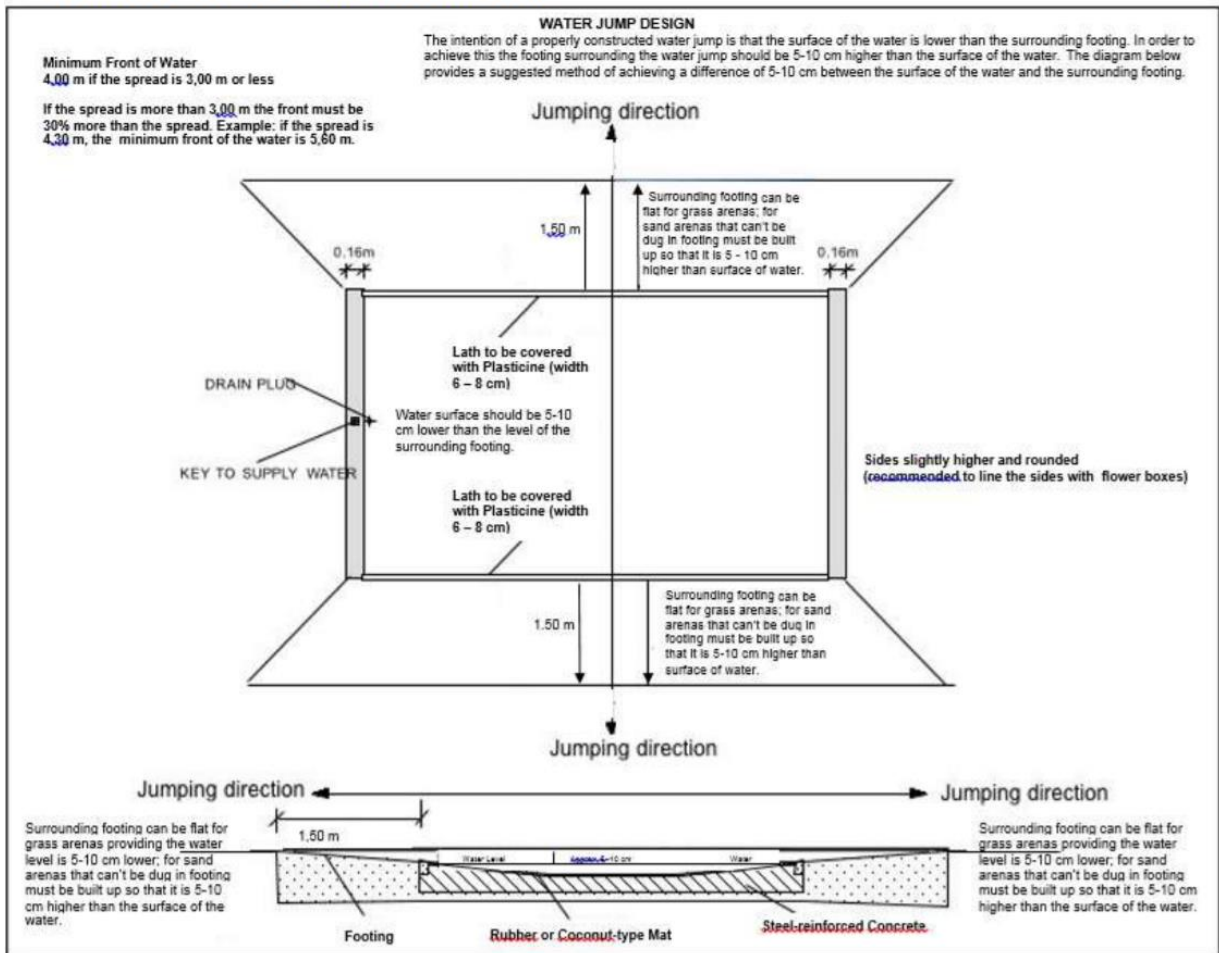 WATER JUMP DESIGN
The intention of a properly constructed water jump is that the surface of the water is lower than the surrounding footing. In order to
achieve this the footing surrounding the water jump should be 5-10 cm higher than the surface of the water. The diagram below
provides a suggested method of achieving a difference of 5-10 cm between the surface of the water and the surrounding footing.
Minimum Front of Water
4,00 m if the spread is 3,00 m or less
If the spread is more than 3,00 m the front must be
30% more than the spread. Example: if the spread is
4,30 m, the minimum front of the water is 5,60 m.
Jumping direction
Surrounding footing can be
flat for grass arenas; for
sand arenas that can't be
dug in footing must be built
up so that it is 5 - 10 cm
higher than surface of water.
1,50 m
0.16m
0.16m
Lath to be covered
with Plasticine (width
6 – 8 cm)
DRAIN PLUG
Water surface should be 5-10
cm lower than the level of the
surrounding footing.
KEY TO SUPPLY WATER
Sides slightly higher and rounded
(recommended to line the sides with flower boxes)
Lath to be covered
with Plasticine (width
6 – 8 cm)
1.50 m
Surrounding footing can be
flat for grass arenas; for sand
arenas that can't be dug in
footing must be built up so
that it is 5-10 cm higher than
surface of water.
Jumping direction
Jumping direction
Jumping direction
Surrounding footing can be flat for
grass arenas providing the water
level is 5-10 cm lower; for sand
arenas that can't be dug in footing
must be built up so that it is 5-10
cm higher than the surface of the
water.
1,50 m
Water Level
10 cm
Water
Surrounding footing can be flat for
grass arenas providing the water
level is 5-10 cm lower; for sand
arenas that can't be dug in footing
must be built up so that it is 5-10 cm
higher than the surface of the water.
Footing
Rubber or Coconut-type Mat
Steel-reinforced Concrete